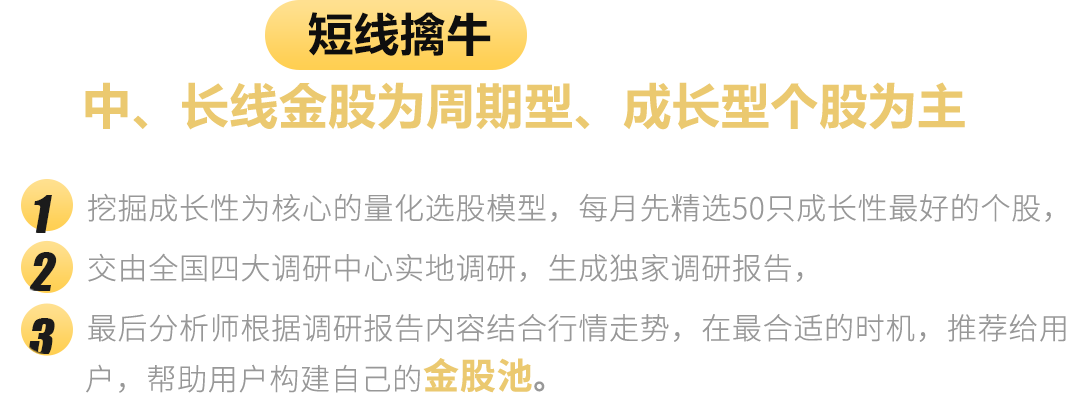 短线擒牛
中、长线金股为周期型、成长型个股为主
1 挖掘成长性为核心的量化选股模型，每月先精选50只成长性最好的个股，
2 交由全国四大调研中心实地调研，生成独家调研报告，
3 最后分析师根据调研报告内容结合行情走势，在最合适的时机，推荐给用
户，帮助用户构建自己的金股池。